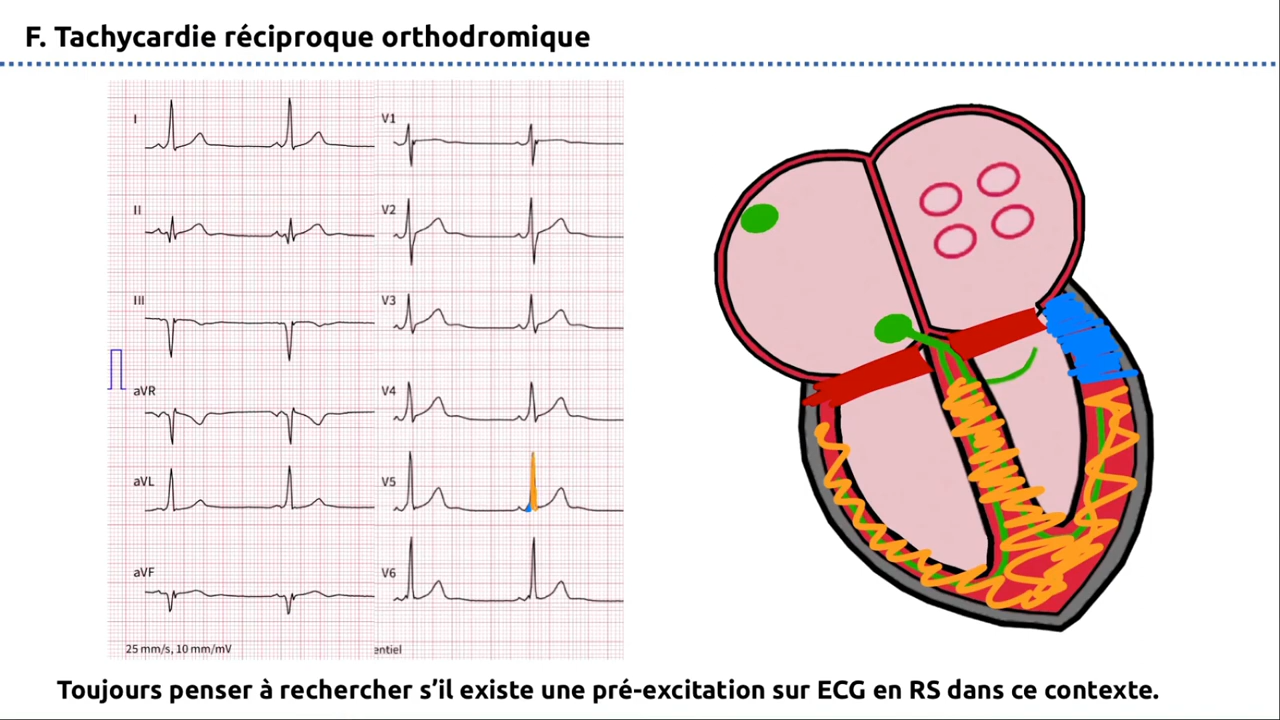 F. Tachycardie réciproque orthodromique
I
V1
II
V2
III
V3
aVR
V4
aVL
V5
aVF
V6
25 mm/s, 10 mm/mV
entiel
Toujours penser à rechercher s'il existe une pré-excitation sur ECG en RS dans ce contexte.